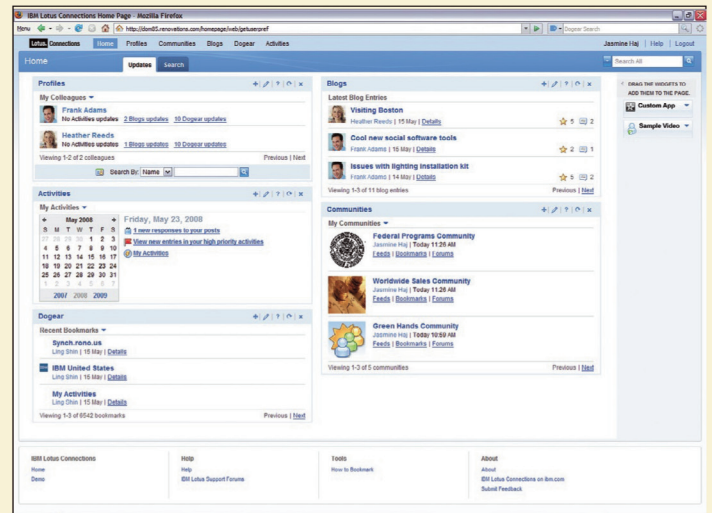 IBM Lotus Connections Home Page - Mozilla Firefox
Menu
http://dom85.renovations.com/homepage/web/getuserpref
Dogear Search
Lotus. Connections Home Profiles Communities Blogs Dogear Activities
Jasmine Haj | Help | Logout
Home
Updates Search
Search All
Profiles
My Colleagues
Frank Adams
No Activities updates 2 Blogs updates 10 Dogear updates
Heather Reeds
No Activities updates 1 Blogs updates 10 Dogear updates
Viewing 1-2 of 2 colleagues Previous | Next
Search By: Name
Activities
My Activities
May 2008
S M T W T F S
27 28 29 30 1 2 3
4 5 6 7 8 9 10
11 12 13 14 15 16 17
18 19 20 21 22 23 24
25 26 27 28 29 30 31
1 2 3 4 5 6 7
2007 2008 2009
Friday, May 23, 2008
1 new responses to your posts
View new entries in your high priority activities
My Activities
Dogear
Recent Bookmarks
Synch.rono.us
Ling Shin | 15 May | Details
IBM United States
Ling Shin | 15 May | Details
My Activities
Ling Shin | 15 May | Details
Viewing 1-3 of 6542 bookmarks Previous | Next
Blogs
Latest Blog Entries
Visiting Boston
Heather Reeds | 15 May | Details 5 2
Cool new social software tools
Frank Adams | 15 May | Details 2 1
Issues with lighting installation kit
Frank Adams | 14 May | Details 5 2
Viewing 1-3 of 11 blog entries Previous | Next
Communities
My Communities
Federal Programs Community
Jasmine Haj | Today 11:26 AM
Feeds | Bookmarks | Forums
Worldwide Sales Community
Jasmine Haj | Today 11:26 AM
Feeds | Bookmarks | Forums
Green Hands Community
Jasmine Haj | Today 10:59 AM
Feeds | Bookmarks | Forums
Viewing 1-3 of 5 communities Previous | Next
DRAG THE WIDGETS TO
ADD THEM TO THE PAGE.
Custom App
Sample Video
IBM Lotus Connections
Home
Demo
Help
Help
IBM Lotus Support Forums
Tools
How to Bookmark
About
About
IBM Lotus Connections on ibm.com
Submit Feedback